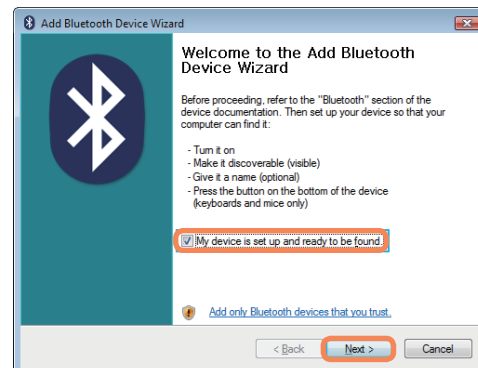 Add Bluetooth Device Wizard
Welcome to the Add Bluetooth
Device Wizard
Before proceeding, refer to the "Bluetooth" section of the
device documentation. Then set up your device so that your
computer can find it:
- Turn it on
- Make it discoverable (visible)
- Give it a name (optional)
- Press the button on the bottom of the device
(keyboards and mice only)
My device is set up and ready to be found.
Add only Bluetooth devices that you trust.
< Back Next > Cancel